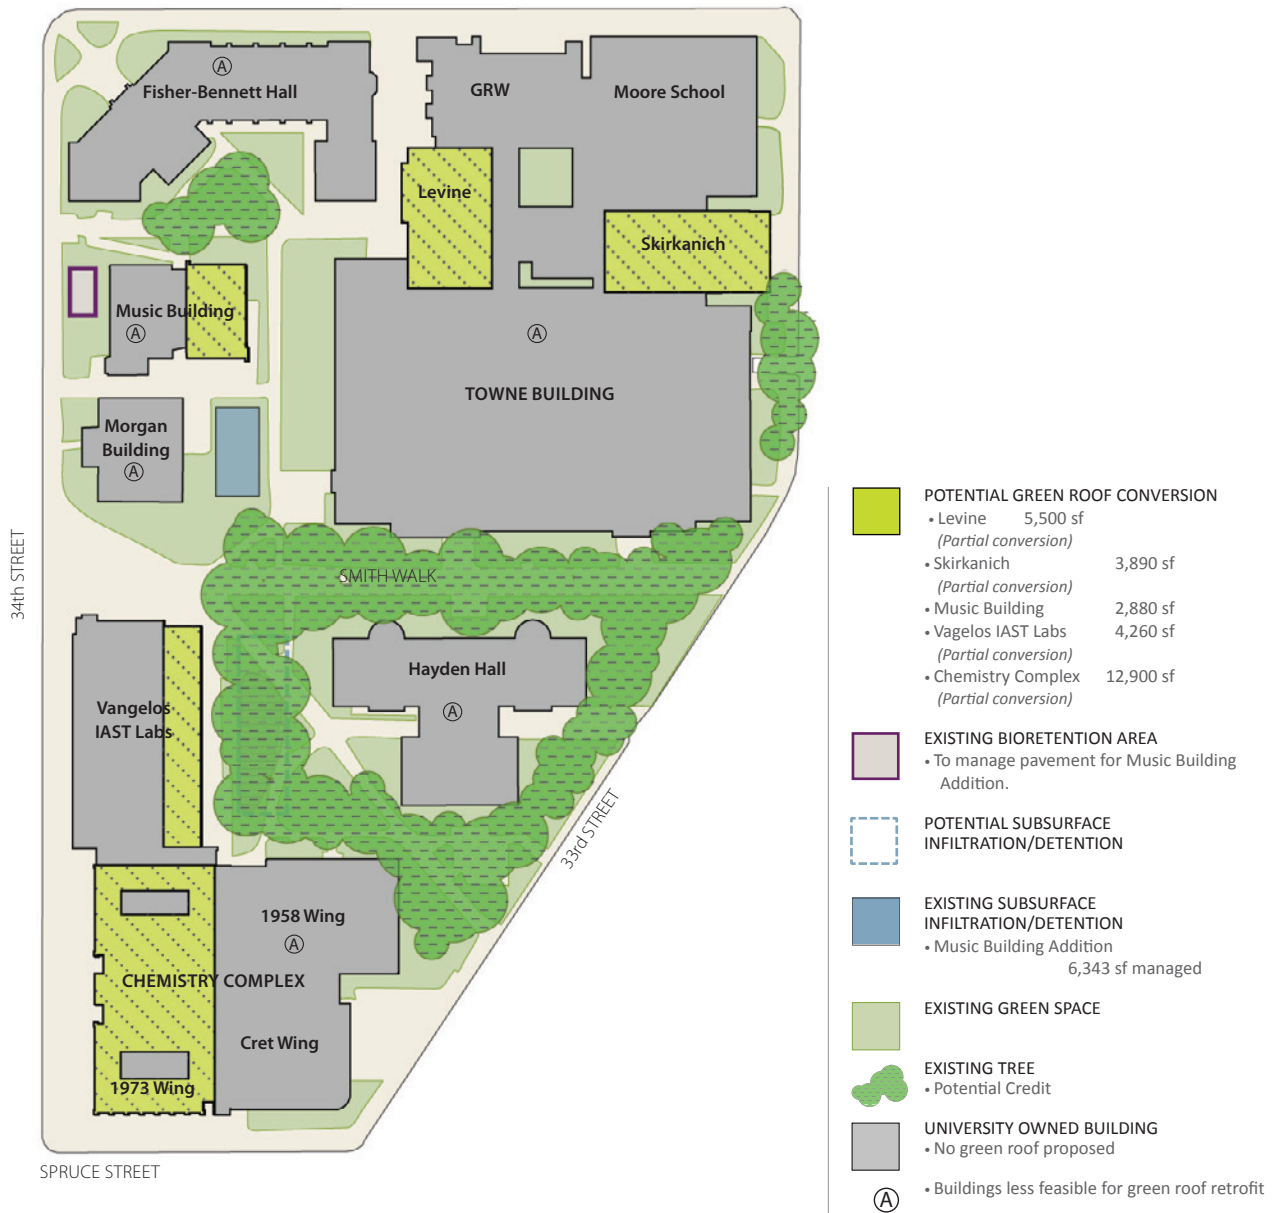 Ⓐ
Fisher-Bennett Hall
GRW
Moore School
Levine
Skirkanich
Music Building
Ⓐ
Ⓐ
TOWNE BUILDING
Morgan
Building
Ⓐ
SMITH WALK
Hayden Hall
Ⓐ
Vangelos
IAST Labs
1958 Wing
Ⓐ
CHEMISTRY COMPLEX
Cret Wing
1973 Wing
34th STREET
33rd STREET
SPRUCE STREET
POTENTIAL GREEN ROOF CONVERSION
• Levine 5,500 sf
(Partial conversion)
• Skirkanich 3,890 sf
(Partial conversion)
• Music Building 2,880 sf
• Vagelos IAST Labs 4,260 sf
(Partial conversion)
• Chemistry Complex 12,900 sf
(Partial conversion)
EXISTING BIORETENTION AREA
• To manage pavement for Music Building
Addition.
POTENTIAL SUBSURFACE
INFILTRATION/DETENTION
EXISTING SUBSURFACE
INFILTRATION/DETENTION
• Music Building Addition
6,343 sf managed
EXISTING GREEN SPACE
EXISTING TREE
• Potential Credit
UNIVERSITY OWNED BUILDING
• No green roof proposed
Ⓐ • Buildings less feasible for green roof retrofit